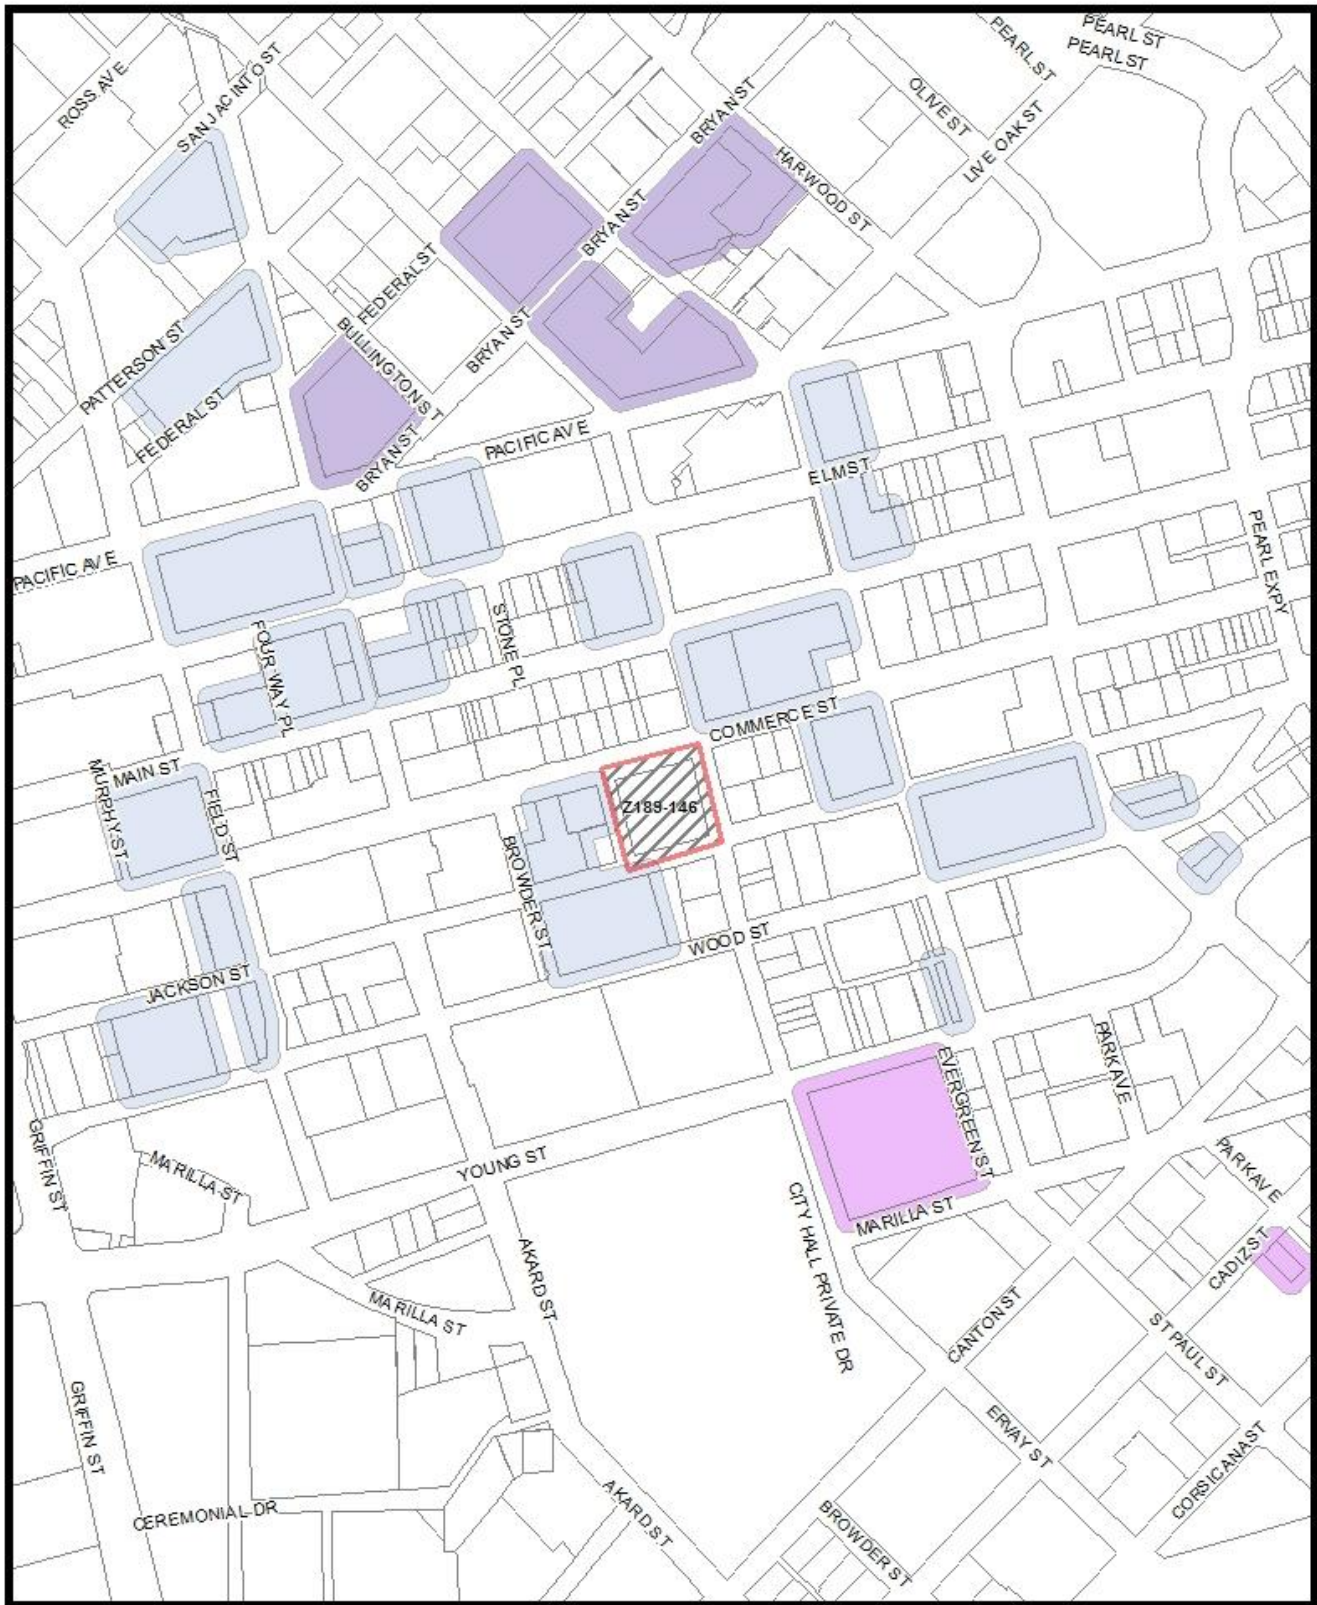 PEARL ST
PEARL ST
PEARL ST
ROSS AVE
SAN JACINTO ST
OLIVE ST
BRYAN ST
LIVE OAK ST
HARWOOD ST
BRYAN ST
FEDERAL ST
BULLINGTON ST
BRYAN ST
PATTERSON ST
FEDERAL ST
BRYAN ST
PACIFIC AVE
ELM ST
PEARL EXPY
PACIFIC AVE
STONE PL
FOUR WAY PL
COMMERCE ST
MAIN ST
MURPHY ST
FIELD ST
Z189-146
BROWDER ST
WOOD ST
JACKSON ST
PARK AVE
EVERGREEN ST
GRIFFIN ST
MARILLA ST
YOUNG ST
PARK AVE
CITY HALL PRIVATE DR
MARILLA ST
CADIZ ST
AKARD ST
MARILLA ST
CANTON ST
ST PAUL ST
GRIFFIN ST
ERVAY ST
CORSICANA ST
CEREMONIAL DR
AKARD ST
BROWDER ST